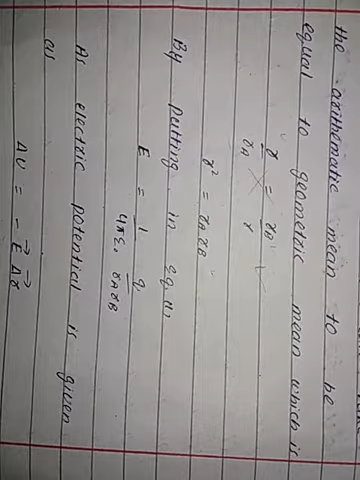 the arithmatic mean to be
equal to geometric mean which is
r/rA = rB/r
r² = rA rB
By putting in eq (1)
E = 1/4πε₀ q/rA rB
As electric potential is given
as
ΔV = - E⃗ Δr⃗